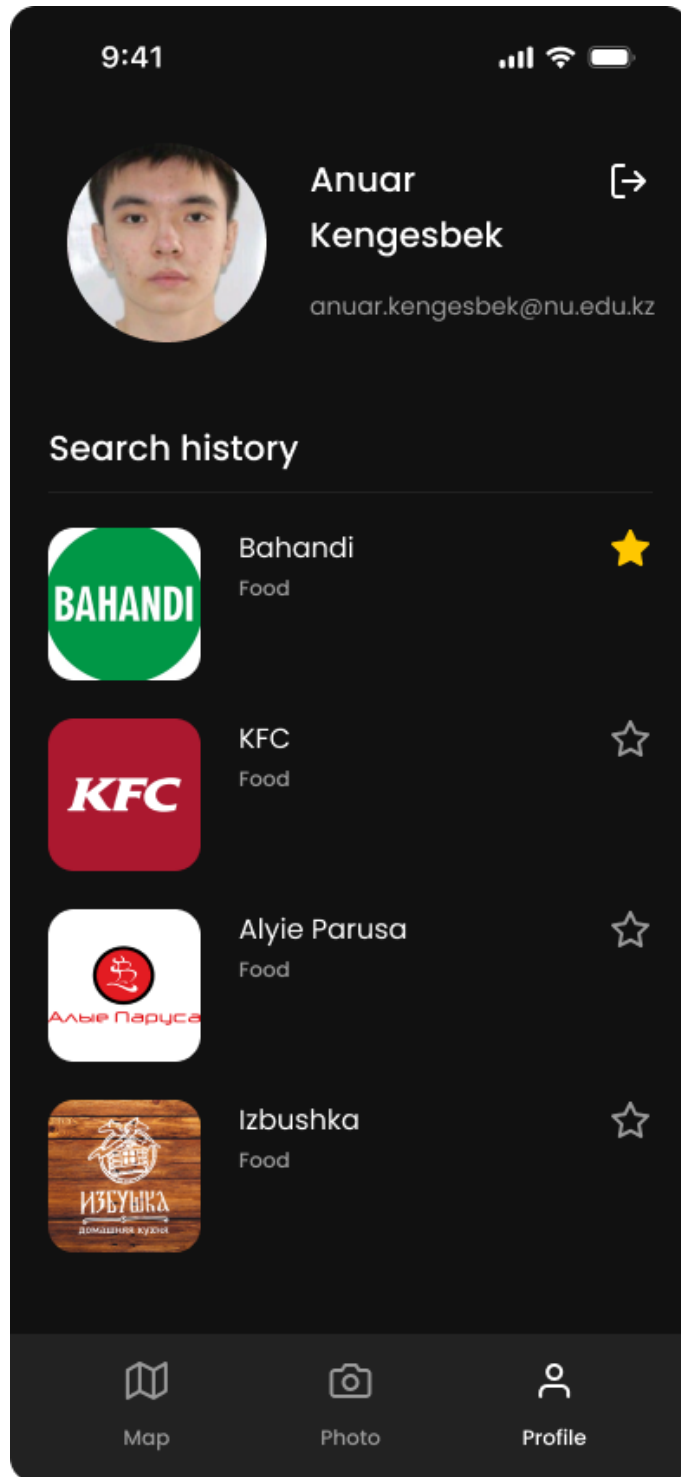 9:41
Anuar
Kengesbek
anuar.kengesbek@nu.edu.kz
Search history
BAHANDI
Bahandi
Food
KFC
KFC
Food
Алые Паруса
Alyie Parusa
Food
ИЗБУШКА
домашняя кухня
Izbushka
Food
Map
Photo
Profile